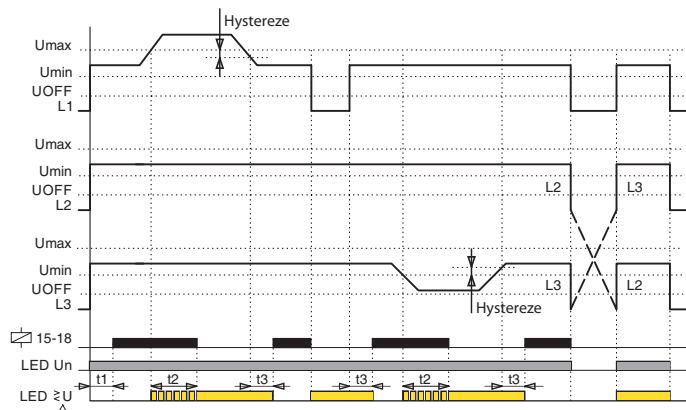 Hystereze
Umax
Umin
UOFF
L1
Umax
Umin
UOFF
L2
L2
L3
Umax
Umin
UOFF
L3
L3
L2
Hystereze
15-18
LED Un
t1
t2
t3
t3
t2
t3
LED ≷U